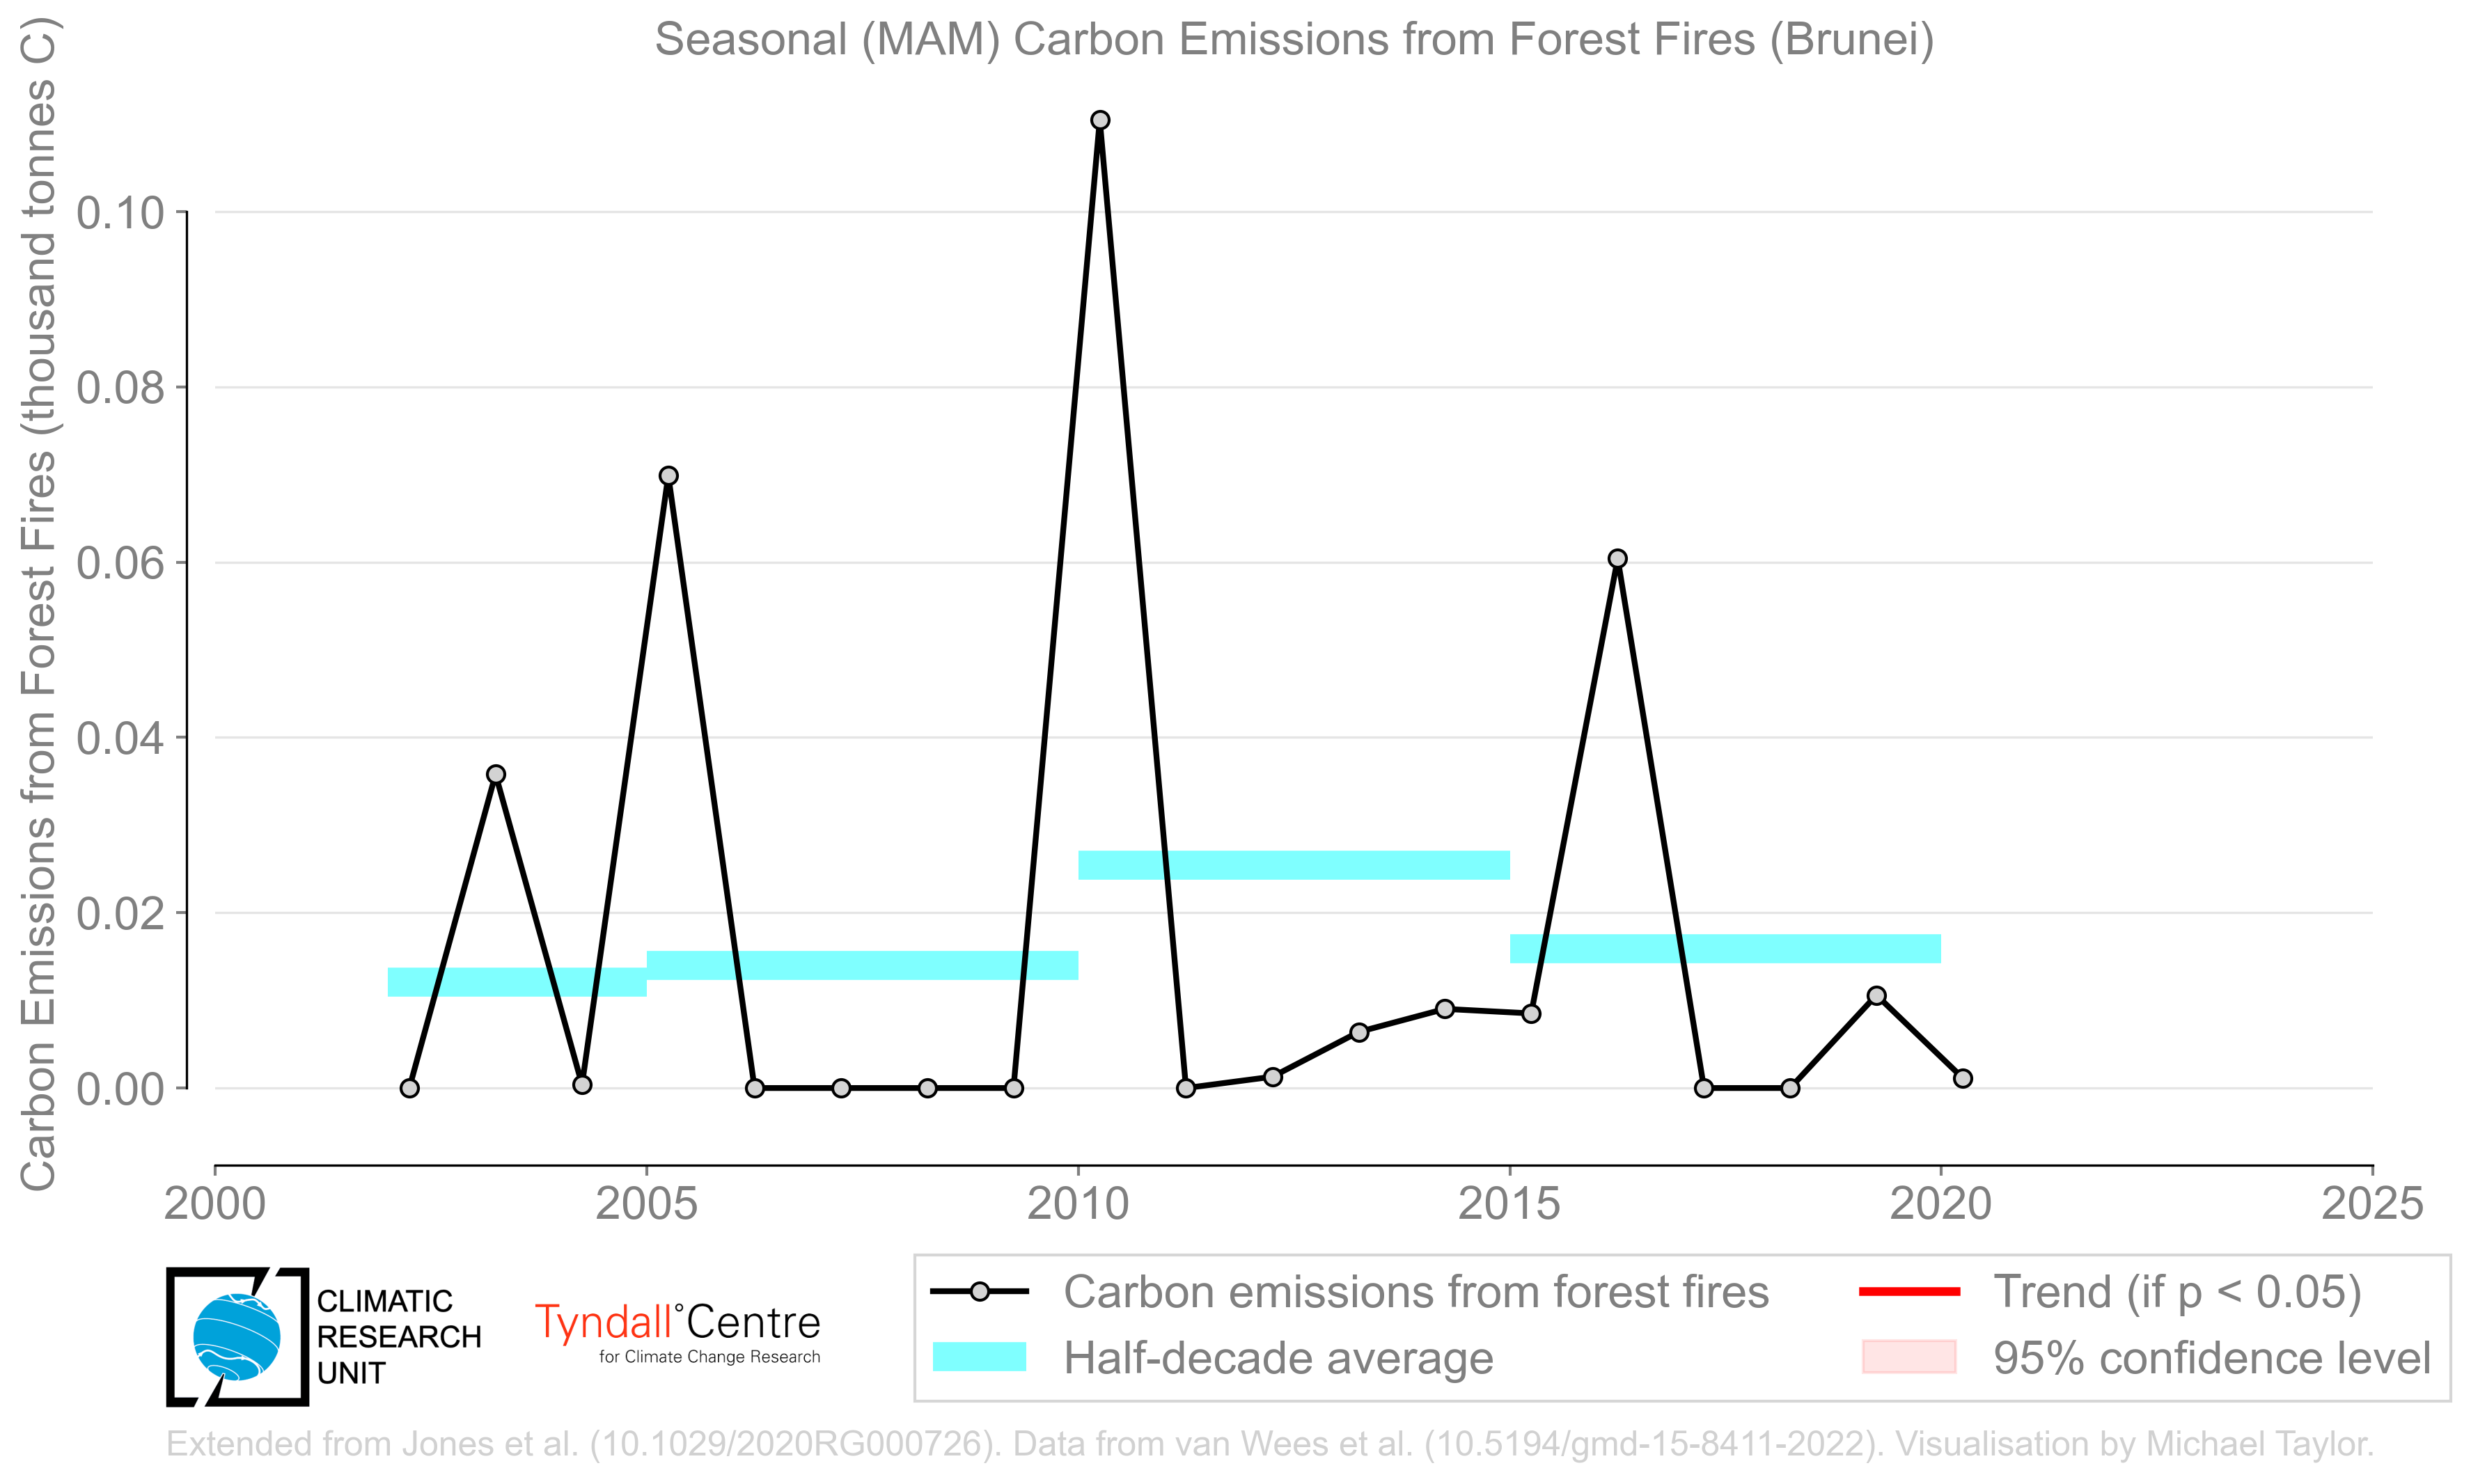 Seasonal (MAM) Carbon Emissions from Forest Fires (Brunei)
Carbon Emissions from Forest Fires (thousand tonnes C)
0.10
0.08
0.06
0.04
0.02
0.00
2000
2005
2010
2015
2020
2025
CLIMATIC
RESEARCH
UNIT
Tyndall°Centre
for Climate Change Research
Carbon emissions from forest fires
Half-decade average
Trend (if p < 0.05)
95% confidence level
Extended from Jones et al. (10.1029/2020RG000726). Data from van Wees et al. (10.5194/gmd-15-8411-2022). Visualisation by Michael Taylor.